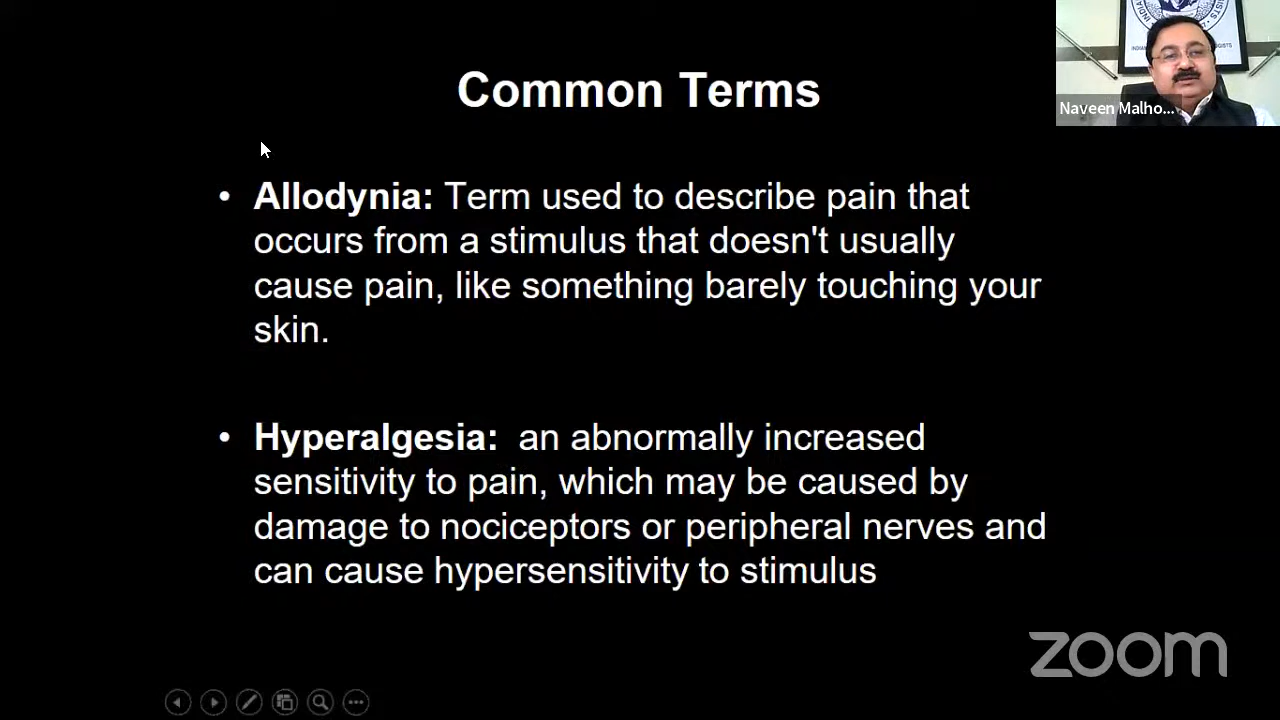 Common Terms
Naveen Malho...
• Allodynia: Term used to describe pain that
occurs from a stimulus that doesn't usually
cause pain, like something barely touching your
skin.
• Hyperalgesia: an abnormally increased
sensitivity to pain, which may be caused by
damage to nociceptors or peripheral nerves and
can cause hypersensitivity to stimulus
zoom